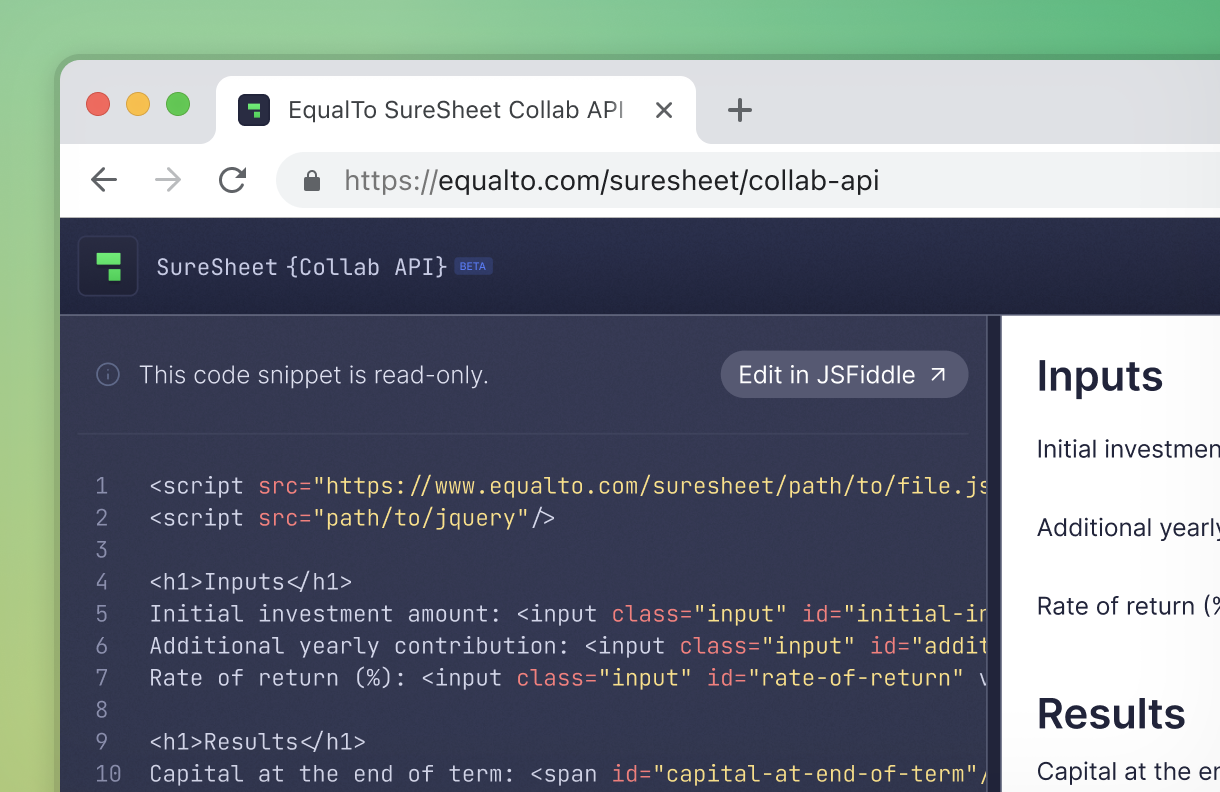 EqualTo SureSheet Collab API
https://equalto.com/suresheet/collab-api
SureSheet {Collab API} BETA
This code snippet is read-only.
Edit in JSFiddle
1 <script src="https://www.equalto.com/suresheet/path/to/file.js
2 <script src="path/to/jquery"/>
3
4 <h1>Inputs</h1>
5 Initial investment amount: <input class="input" id="initial-in
6 Additional yearly contribution: <input class="input" id="addit
7 Rate of return (%): <input class="input" id="rate-of-return" v
8
9 <h1>Results</h1>
10 Capital at the end of term: <span id="capital-at-end-of-term"/
Inputs
Initial investmen
Additional yearly
Rate of return (%
Results
Capital at the en